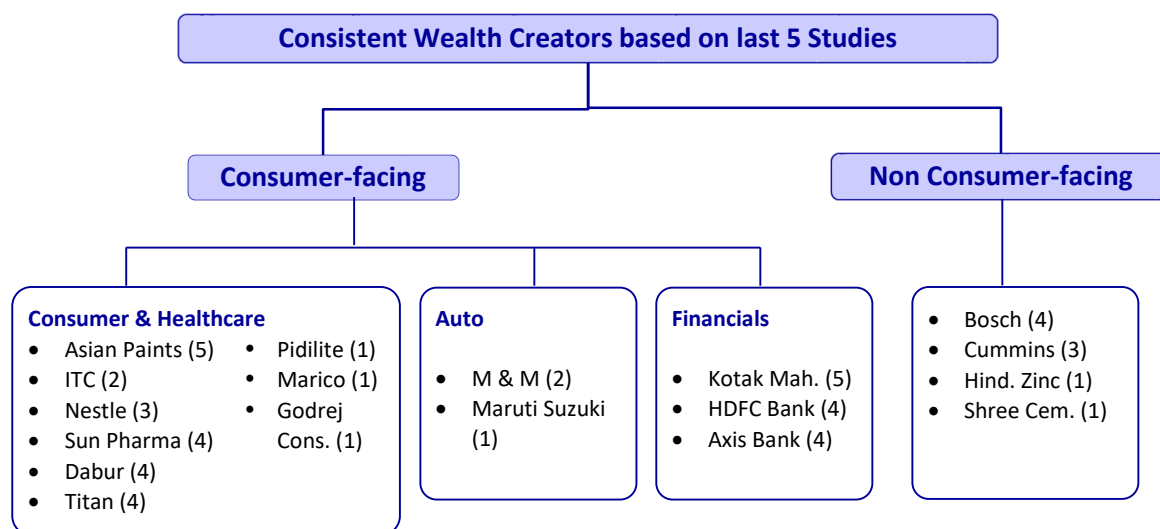 Consistent Wealth Creators based on last 5 Studies
Consumer-facing
Non Consumer-facing
Consumer & Healthcare
• Asian Paints (5)
• ITC (2)
• Nestle (3)
• Sun Pharma (4)
• Dabur (4)
• Titan (4)
• Pidilite (1)
• Marico (1)
• Godrej
Cons. (1)
Auto
• M & M (2)
• Maruti Suzuki
(1)
Financials
• Kotak Mah. (5)
• HDFC Bank (4)
• Axis Bank (4)
• Bosch (4)
• Cummins (3)
• Hind. Zinc (1)
• Shree Cem. (1)